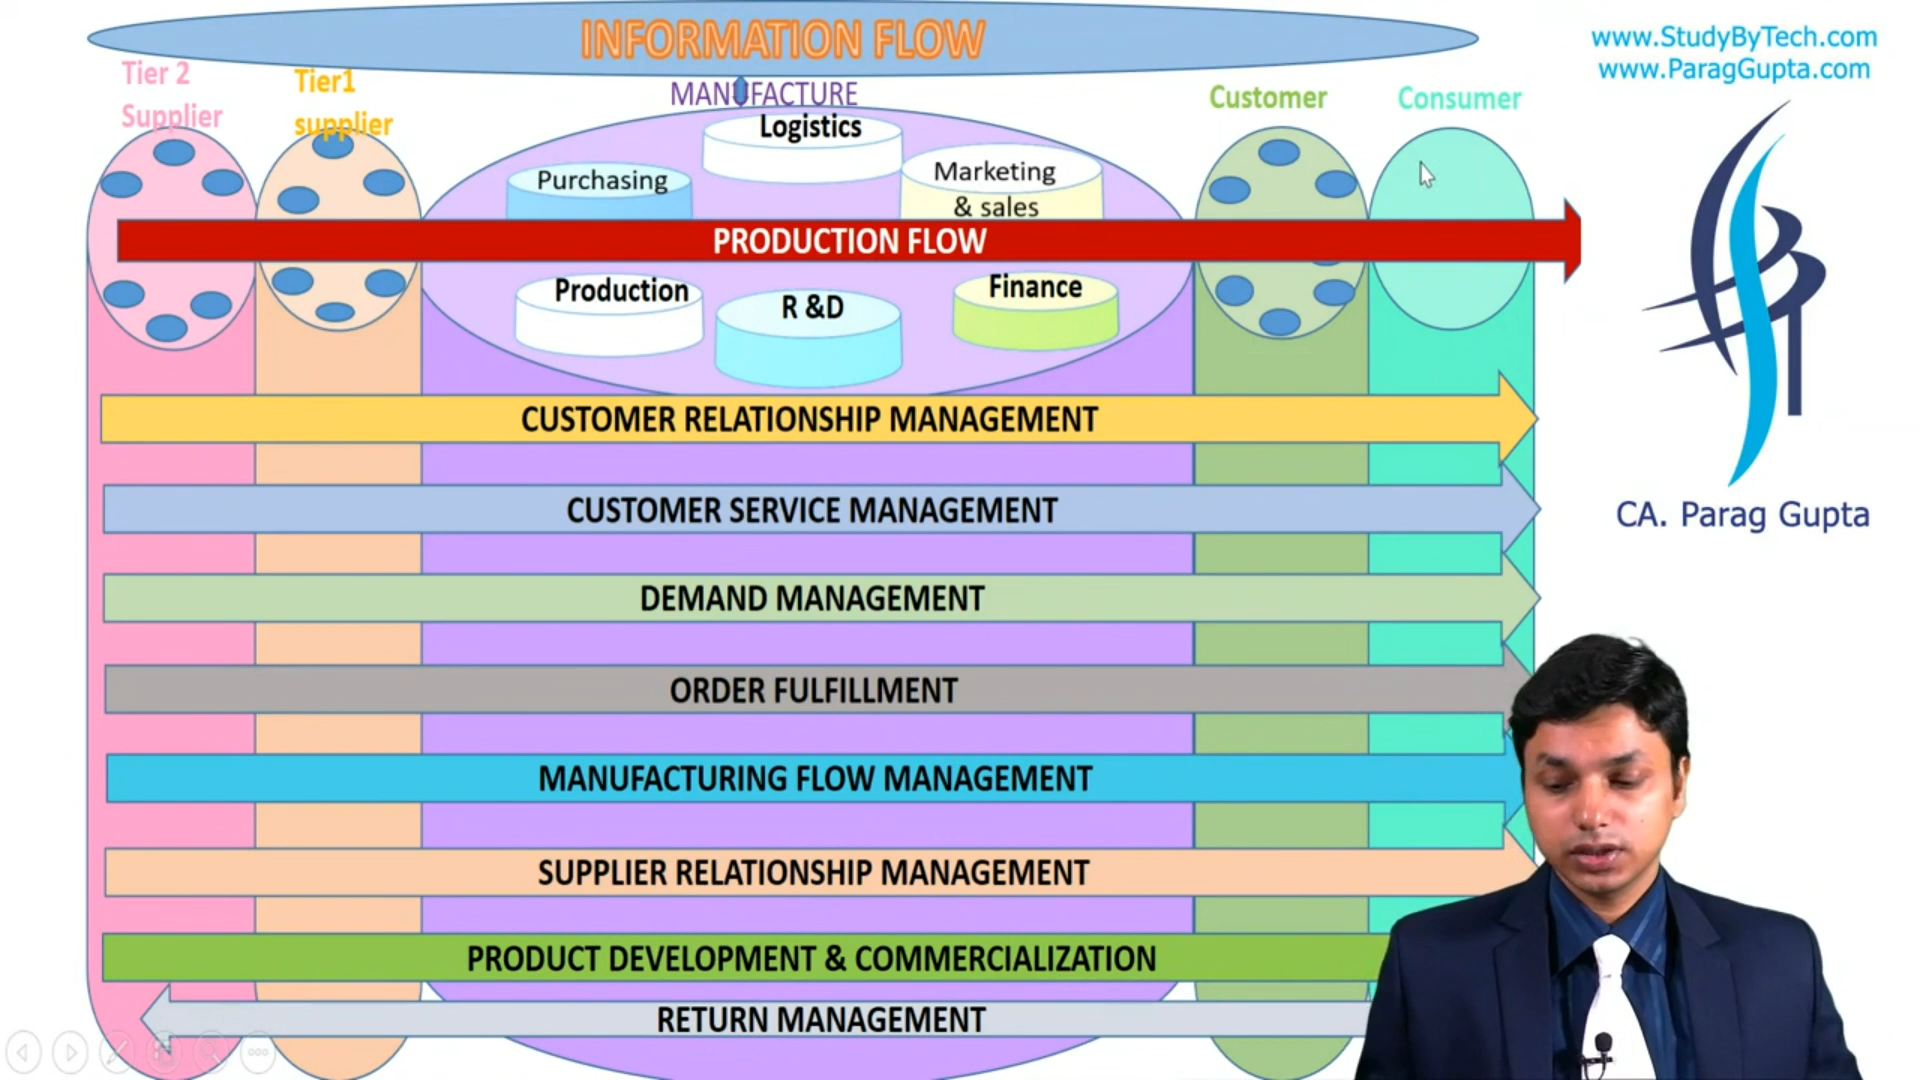 INFORMATION FLOW
www.StudyByTech.com
www.ParagGupta.com
Tier 2
Supplier
Tier1
supplier
MANUFACTURE
Customer
Consumer
Logistics
Purchasing
Marketing
& sales
PRODUCTION FLOW
Production
R &D
Finance
CUSTOMER RELATIONSHIP MANAGEMENT
CUSTOMER SERVICE MANAGEMENT
CA. Parag Gupta
DEMAND MANAGEMENT
ORDER FULFILLMENT
MANUFACTURING FLOW MANAGEMENT
SUPPLIER RELATIONSHIP MANAGEMENT
PRODUCT DEVELOPMENT & COMMERCIALIZATION
RETURN MANAGEMENT